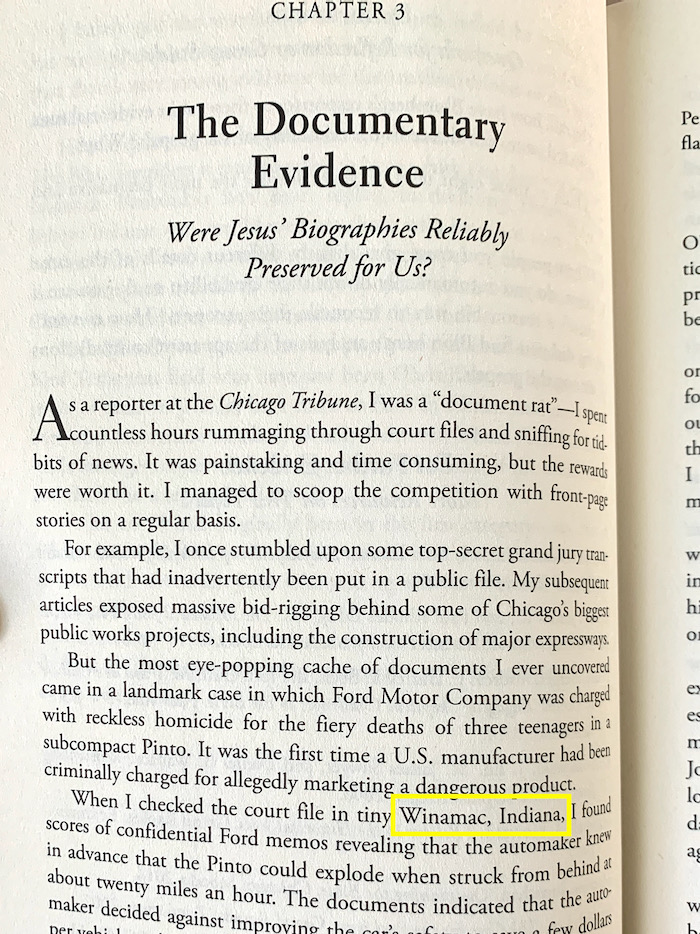 CHAPTER 3
The Documentary
Evidence
Were Jesus' Biographies Reliably
Preserved for Us?
As a reporter at the Chicago Tribune, I was a “document rat”—I spent
countless hours rummaging through court files and sniffing for tid-
bits of news. It was painstaking and time consuming, but the rewards
were worth it. I managed to scoop the competition with front-page
stories on a regular basis.
For example, I once stumbled upon some top-secret grand jury tran-
scripts that had inadvertently been put in a public file. My subsequent
articles exposed massive bid-rigging behind some of Chicago's biggest
public works projects, including the construction of major expressways.
But the most eye-popping cache of documents I ever uncovered
came in a landmark case in which Ford Motor Company was charged
with reckless homicide for the fiery deaths of three teenagers in a
subcompact Pinto. It was the first time a U.S. manufacturer had been
criminally charged for allegedly marketing a dangerous product.
When I checked the court file in tiny Winamac, Indiana, I found
scores of confidential Ford memos revealing that the automaker knew
in advance that the Pinto could explode when struck from behind at
about twenty miles an hour. The documents indicated that the auto-
maker decided against improving the car's a few dollars
per